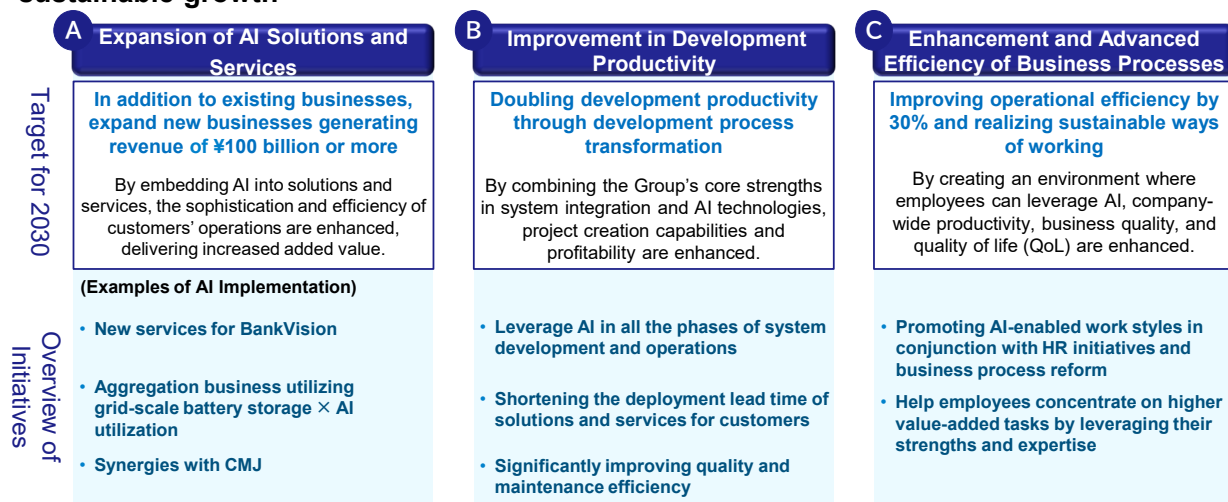 sustainable growth
A
Expansion of AI Solutions and
Services
B
Improvement in Development
Productivity
C
Enhancement and Advanced
Efficiency of Business Processes
Target for 2030
In addition to existing businesses,
expand new businesses generating
revenue of ¥100 billion or more
By embedding AI into solutions and
services, the sophistication and efficiency of
customers’ operations are enhanced,
delivering increased added value.
Doubling development productivity
through development process
transformation
By combining the Group’s core strengths
in system integration and AI technologies,
project creation capabilities and
profitability are enhanced.
Improving operational efficiency by
30% and realizing sustainable ways
of working
By creating an environment where
employees can leverage AI, company-
wide productivity, business quality, and
quality of life (QoL) are enhanced.
Overview of
Initiatives
(Examples of AI Implementation)
• New services for BankVision
• Aggregation business utilizing
grid-scale battery storage × AI
utilization
• Synergies with CMJ
• Leverage AI in all the phases of system
development and operations
• Shortening the deployment lead time of
solutions and services for customers
• Significantly improving quality and
maintenance efficiency
• Promoting AI-enabled work styles in
conjunction with HR initiatives and
business process reform
• Help employees concentrate on higher
value-added tasks by leveraging their
strengths and expertise